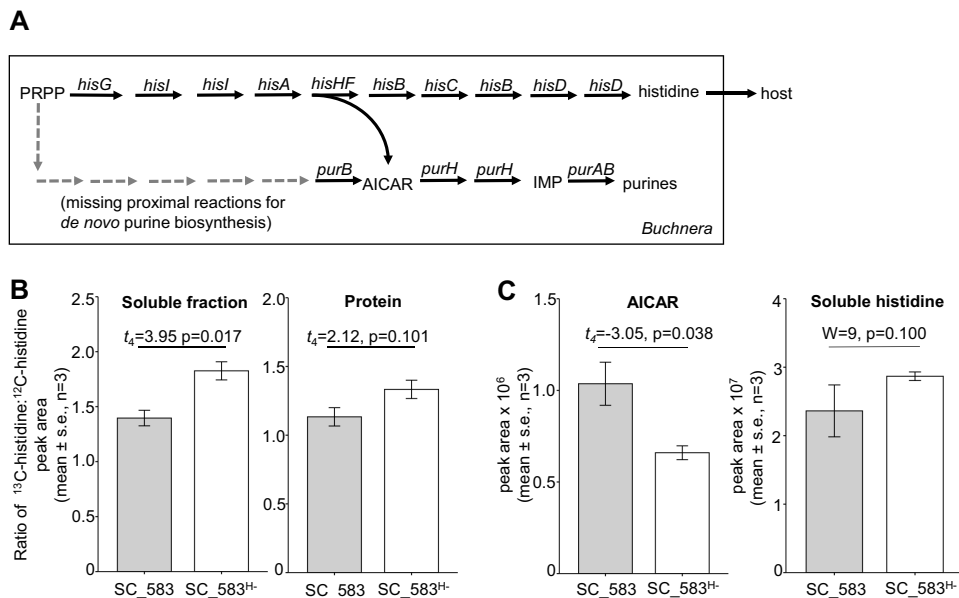 A
PRPP hisG hisI hisI hisA hisHF hisB hisC hisB hisD hisD histidine host
purB AICAR purH purH IMP purAB purines
(missing proximal reactions for
de novo purine biosynthesis)
Buchnera
B
Ratio of ¹³C-histidine:¹²C-histidine
peak area
(mean ± s.e., n=3)
Soluble fraction
t₄=3.95 p=0.017
2.5
2.0
1.5
1.0
0.5
0
SC_583 SC_583ᴴ⁻
Protein
t₄=2.12, p=0.101
2.0
1.5
1.0
0.5
0
SC_583 SC_583ᴴ⁻
C
peak area x 10⁶
(mean ± s.e., n=3)
AICAR
t₄=-3.05, p=0.038
1.5
1.0
0.5
0
SC_583 SC_583ᴴ⁻
peak area x 10⁷
(mean ± s.e., n=3)
Soluble histidine
W=9, p=0.100
4
3
2
1
0
SC_583 SC_583ᴴ⁻